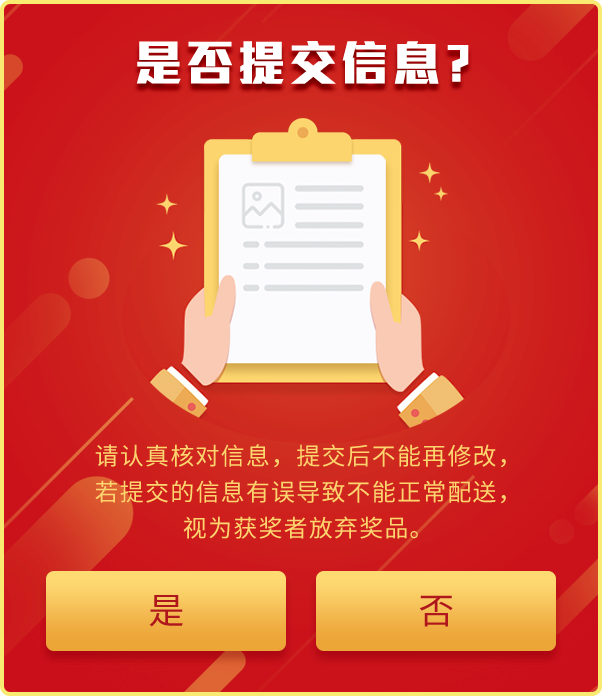 是否提交信息?
请认真核对信息，提交后不能再修改，
若提交的信息有误导致不能正常配送，
视为获奖者放弃奖品。
是
否